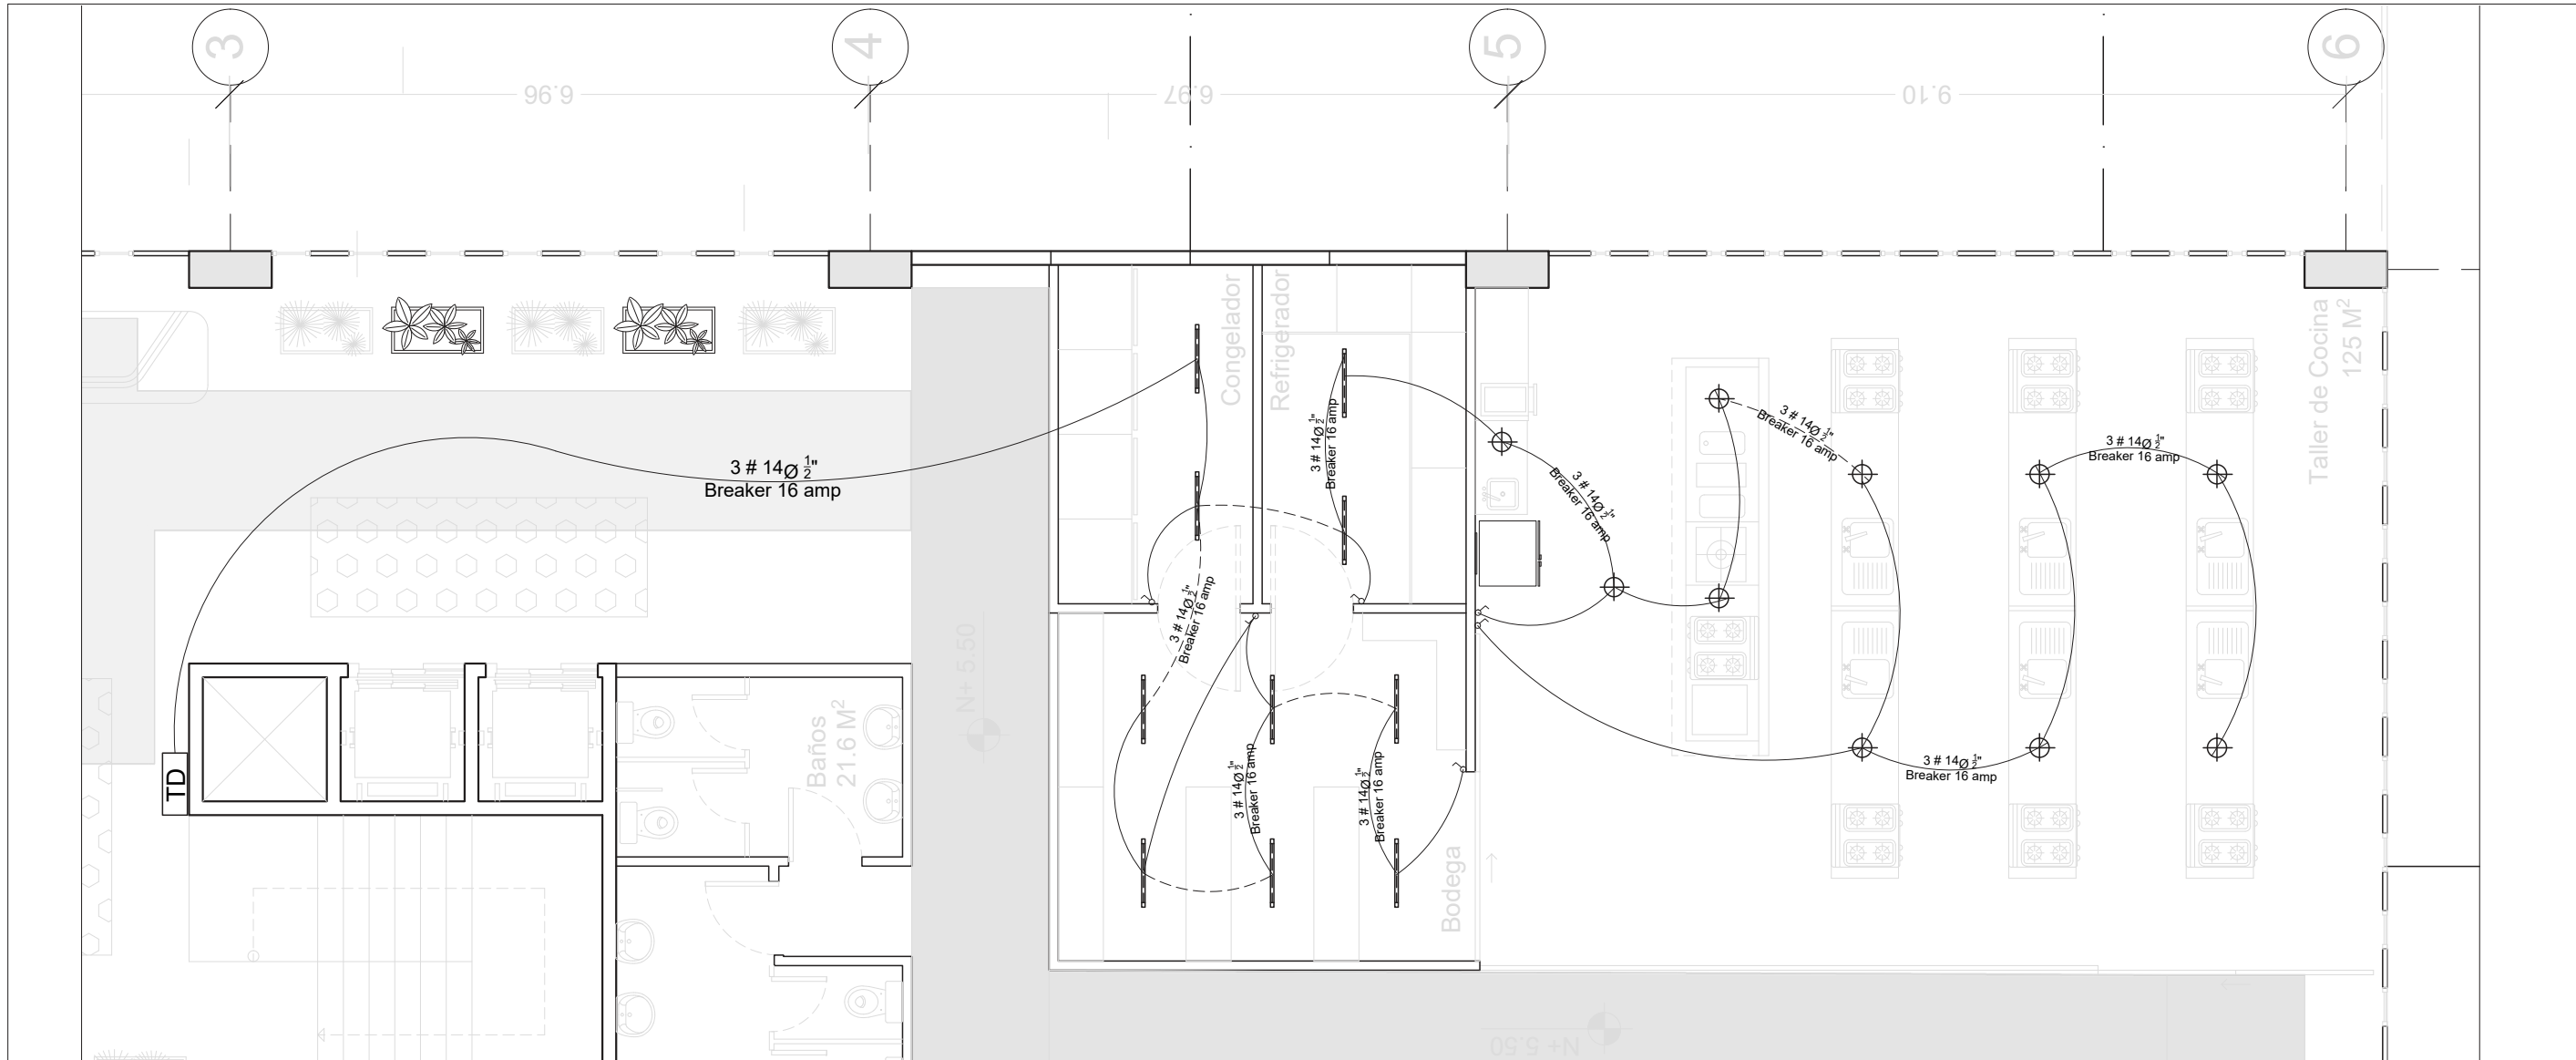 3
4
5
6
6.96
6.97
9.10
Congelador
Refrigerador
Taller de Cocina
125 M²
3 # 14Ø ½"
Breaker 16 amp
3 # 14Ø ½"
Breaker 16 amp
3 # 14Ø ½"
Breaker 16 amp
3 # 14Ø ½"
Breaker 16 amp
3 # 14Ø ½"
Breaker 16 amp
3 # 14Ø ½"
Breaker 16 amp
N+ 5.50
Baños
21.6 M²
TD
3 # 14Ø ½"
Breaker 16 amp
3 # 14Ø ½"
Breaker 16 amp
3 # 14Ø ½"
Breaker 16 amp
Bodega
N+ 5.50